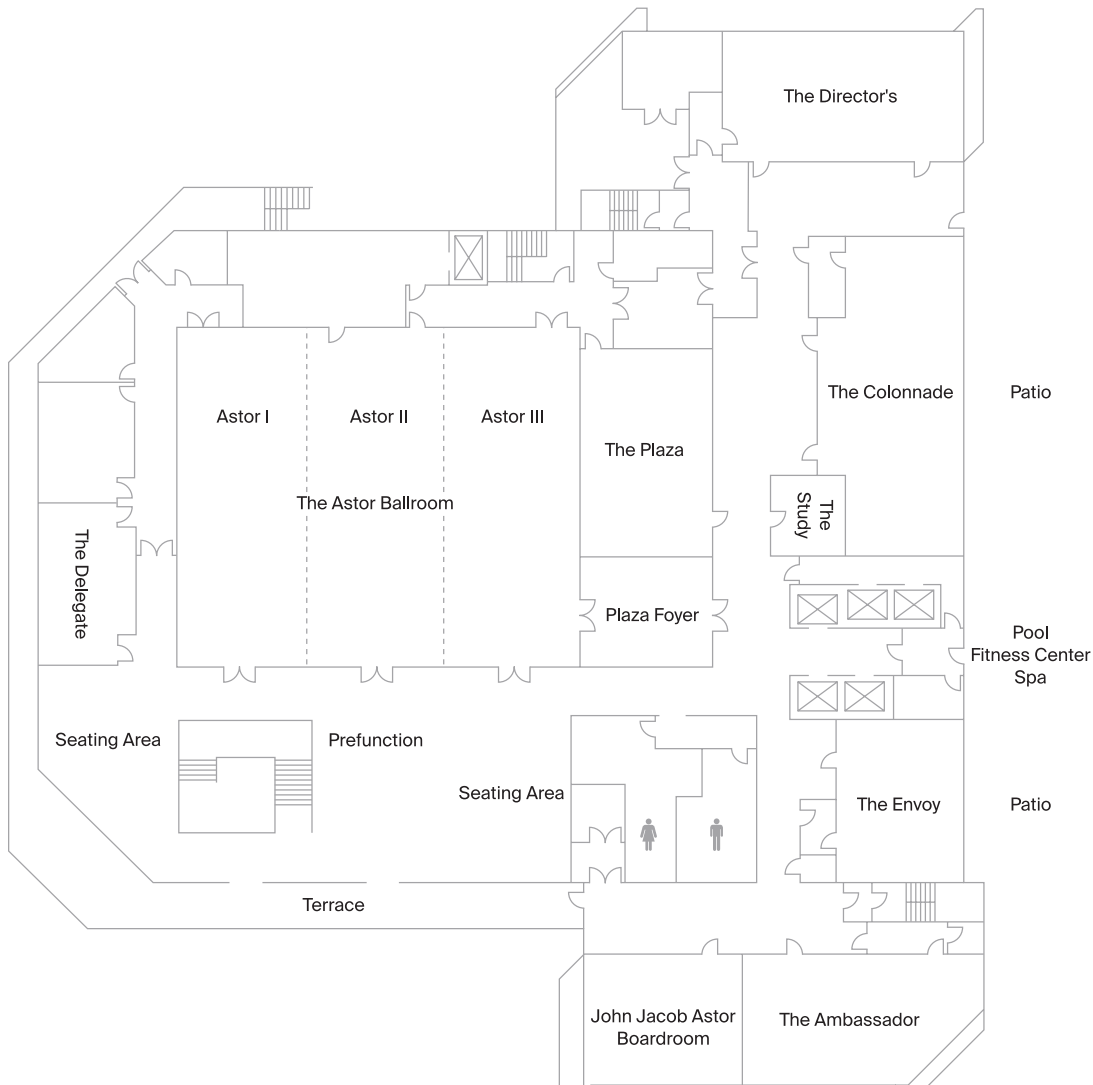 The Director's
The Colonnade
Patio
Astor I
Astor II
Astor III
The Plaza
The Astor Ballroom
The
Study
The Delegate
Plaza Foyer
Pool
Fitness Center
Spa
Seating Area
Prefunction
Seating Area
The Envoy
Patio
Terrace
John Jacob Astor
Boardroom
The Ambassador